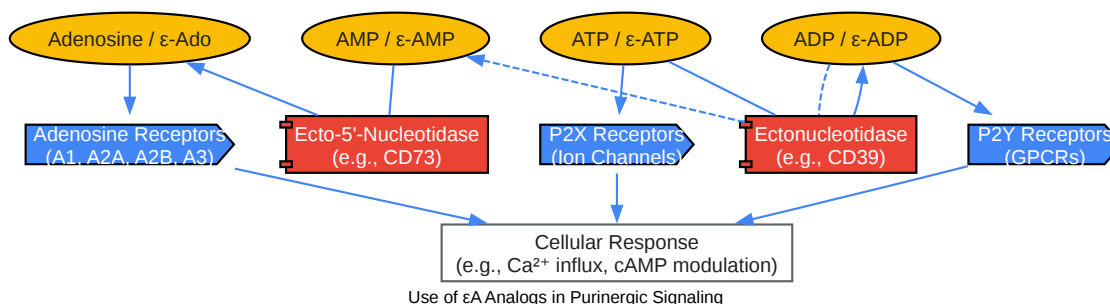 Adenosine / ε-Ado
AMP / ε-AMP
ATP / ε-ATP
ADP / ε-ADP
Adenosine Receptors
(A1, A2A, A2B, A3)
Ecto-5'-Nucleotidase
(e.g., CD73)
P2X Receptors
(Ion Channels)
Ectonucleotidase
(e.g., CD39)
P2Y Receptors
(GPCRs)
Cellular Response
(e.g., Ca²⁺ influx, cAMP modulation)
Use of εA Analogs in Purinergic Signaling